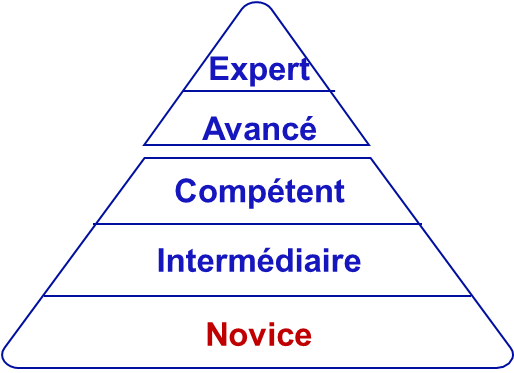 Expert
Avancé
Compétent
Intermédiaire
Novice